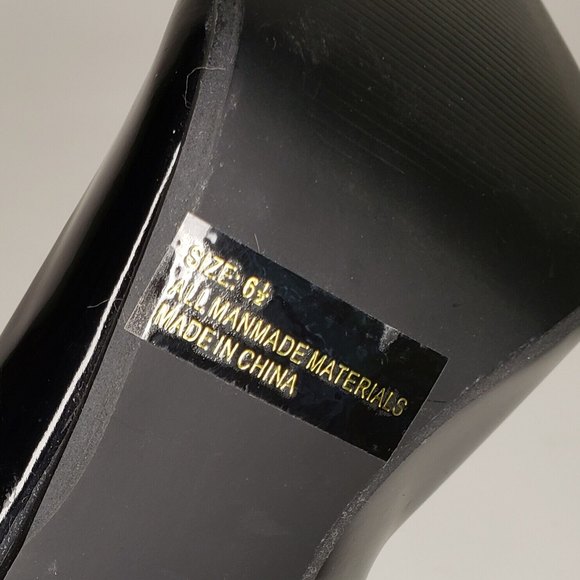 SIZE: 6½
ALL MANMADE MATERIALS
MADE IN CHINA